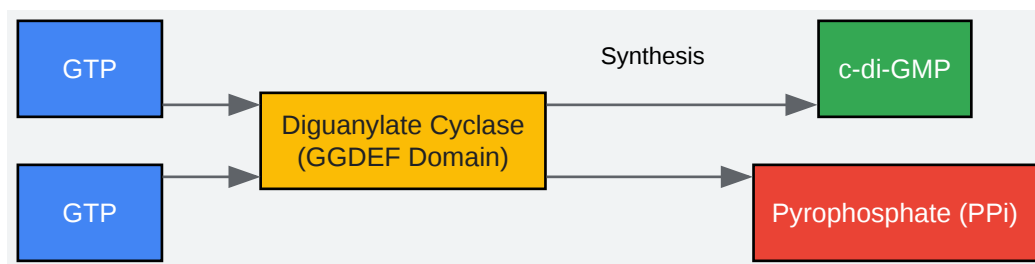 GTP
Synthesis
c-di-GMP
Diguanylate Cyclase
(GGDEF Domain)
GTP
Pyrophosphate (PPi)